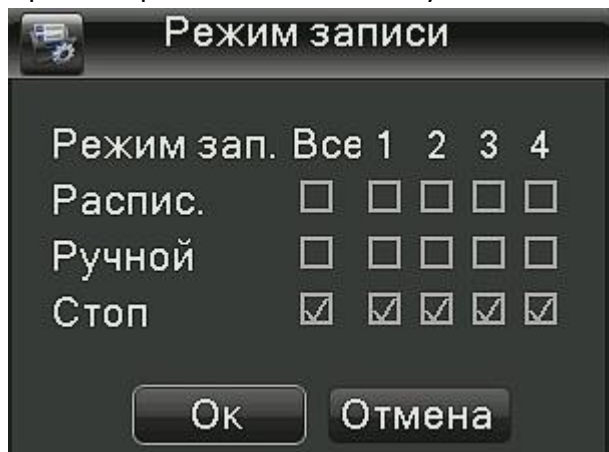 Режим записи
Режим зап. Все 1 2 3 4
Распис.
Ручной
Стоп
Ок Отмена